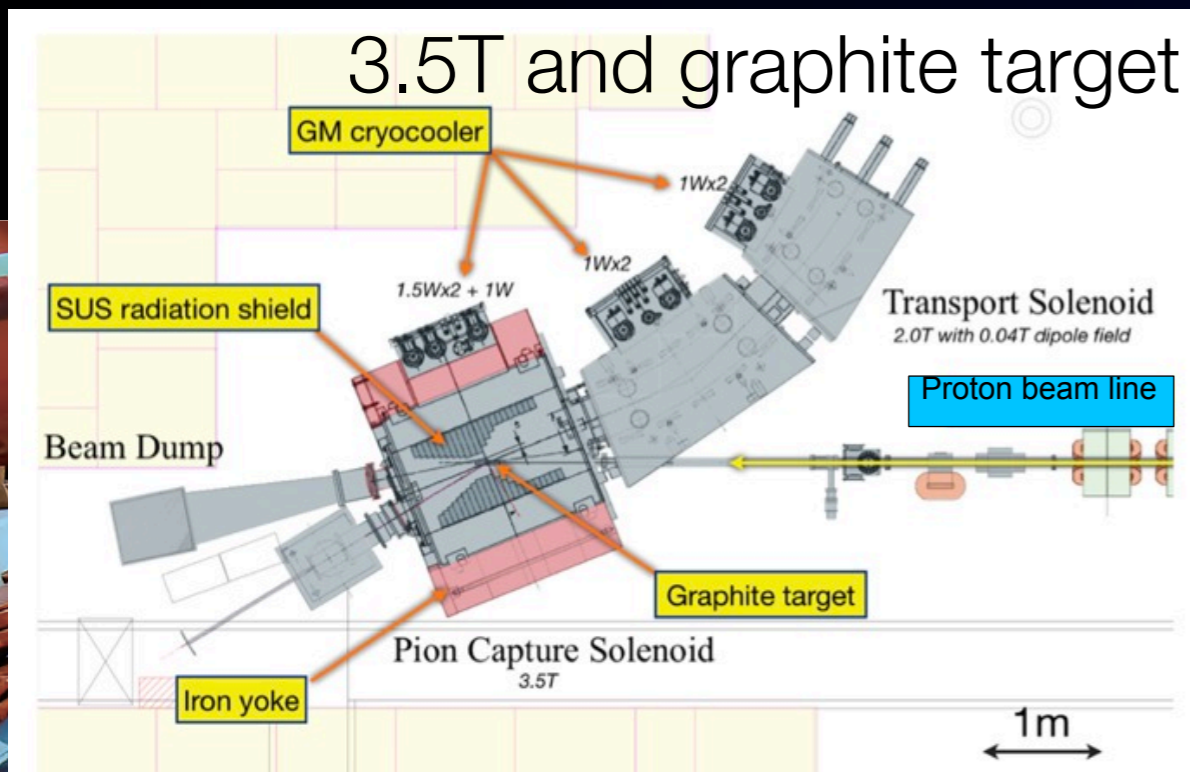 3.5T and graphite target
GM cryocooler
1Wx2
1Wx2
1.5Wx2 + 1W
SUS radiation shield
Transport Solenoid
2.0T with 0.04T dipole field
Proton beam line
Beam Dump
Graphite target
Pion Capture Solenoid
3.5T
Iron yoke
1m